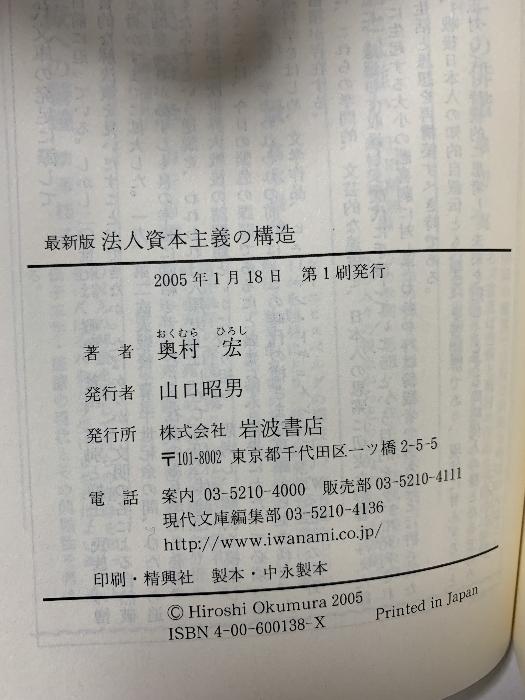 最新版 法人資本主義の構造
2005年1月18日 第1刷発行
おくむら ひろし
著者 奥村 宏
発行者 山口昭男
発行所 株式会社 岩波書店
〒101-8002 東京都千代田区一ツ橋2-5-5
電話 案内 03-5210-4000 販売部 03-5210-4111
現代文庫編集部 03-5210-4136
http://www.iwanami.co.jp/
印刷・精興社 製本・中永製本
© Hiroshi Okumura 2005
ISBN 4-00-600138-X Printed in Japan